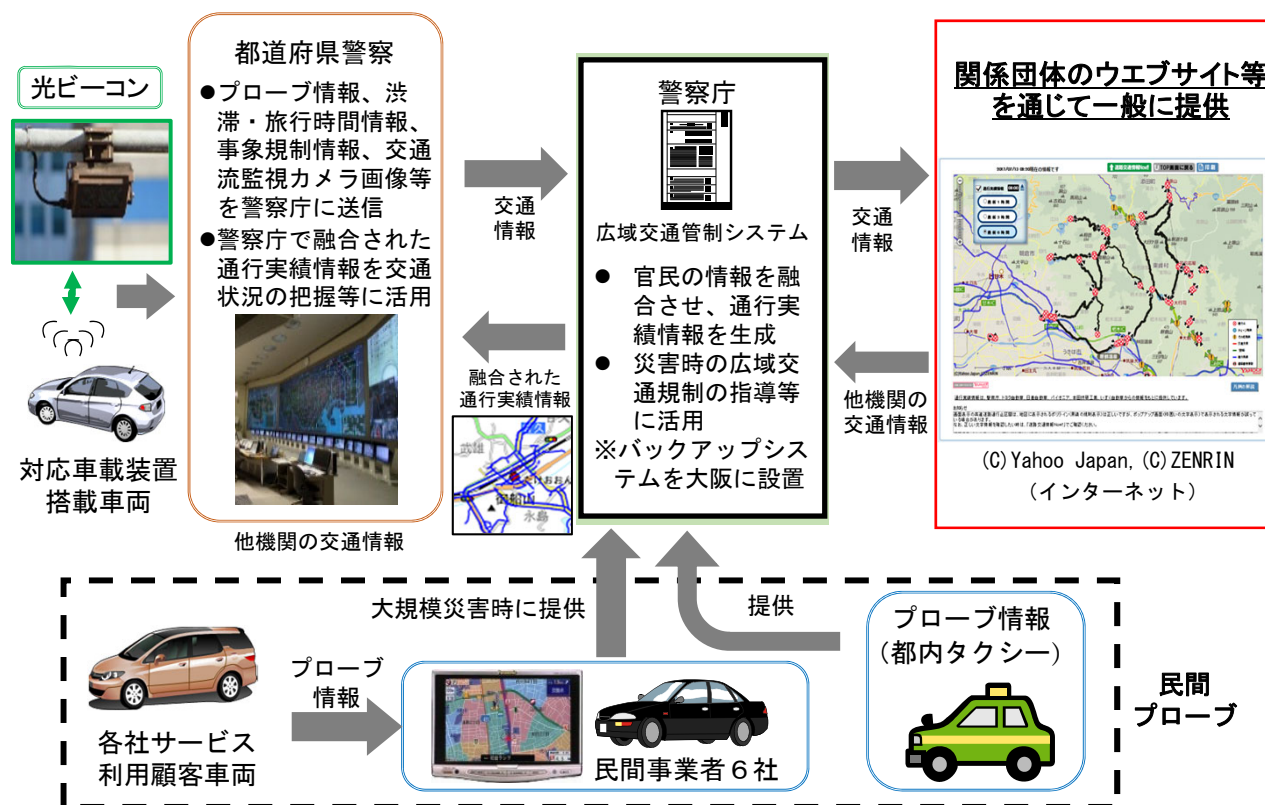 光ビーコン
対応車載装置
搭載車両
都道府県警察
●プローブ情報、渋
滞・旅行時間情報、
事象規制情報、交通
流監視カメラ画像等
を警察庁に送信
●警察庁で融合された
通行実績情報を交通
状況の把握等に活用
他機関の交通情報
交通
情報
融合された
通行実績情報
武雄
御船山
永島
警察庁
広域交通管制システム
● 官民の情報を融
合させ、通行実
績情報を生成
● 災害時の広域交
通規制の指導等
に活用
※バックアップシス
テムを大阪に設置
交通
情報
他機関の
交通情報
関係団体のウエブサイト等
を通じて一般に提供
(C)Yahoo Japan, (C)ZENRIN
（インターネット）
大規模災害時に提供
提供
各社サービス
利用顧客車両
プローブ
情報
民間事業者６社
プローブ情報
(都内タクシー)
民間
プローブ